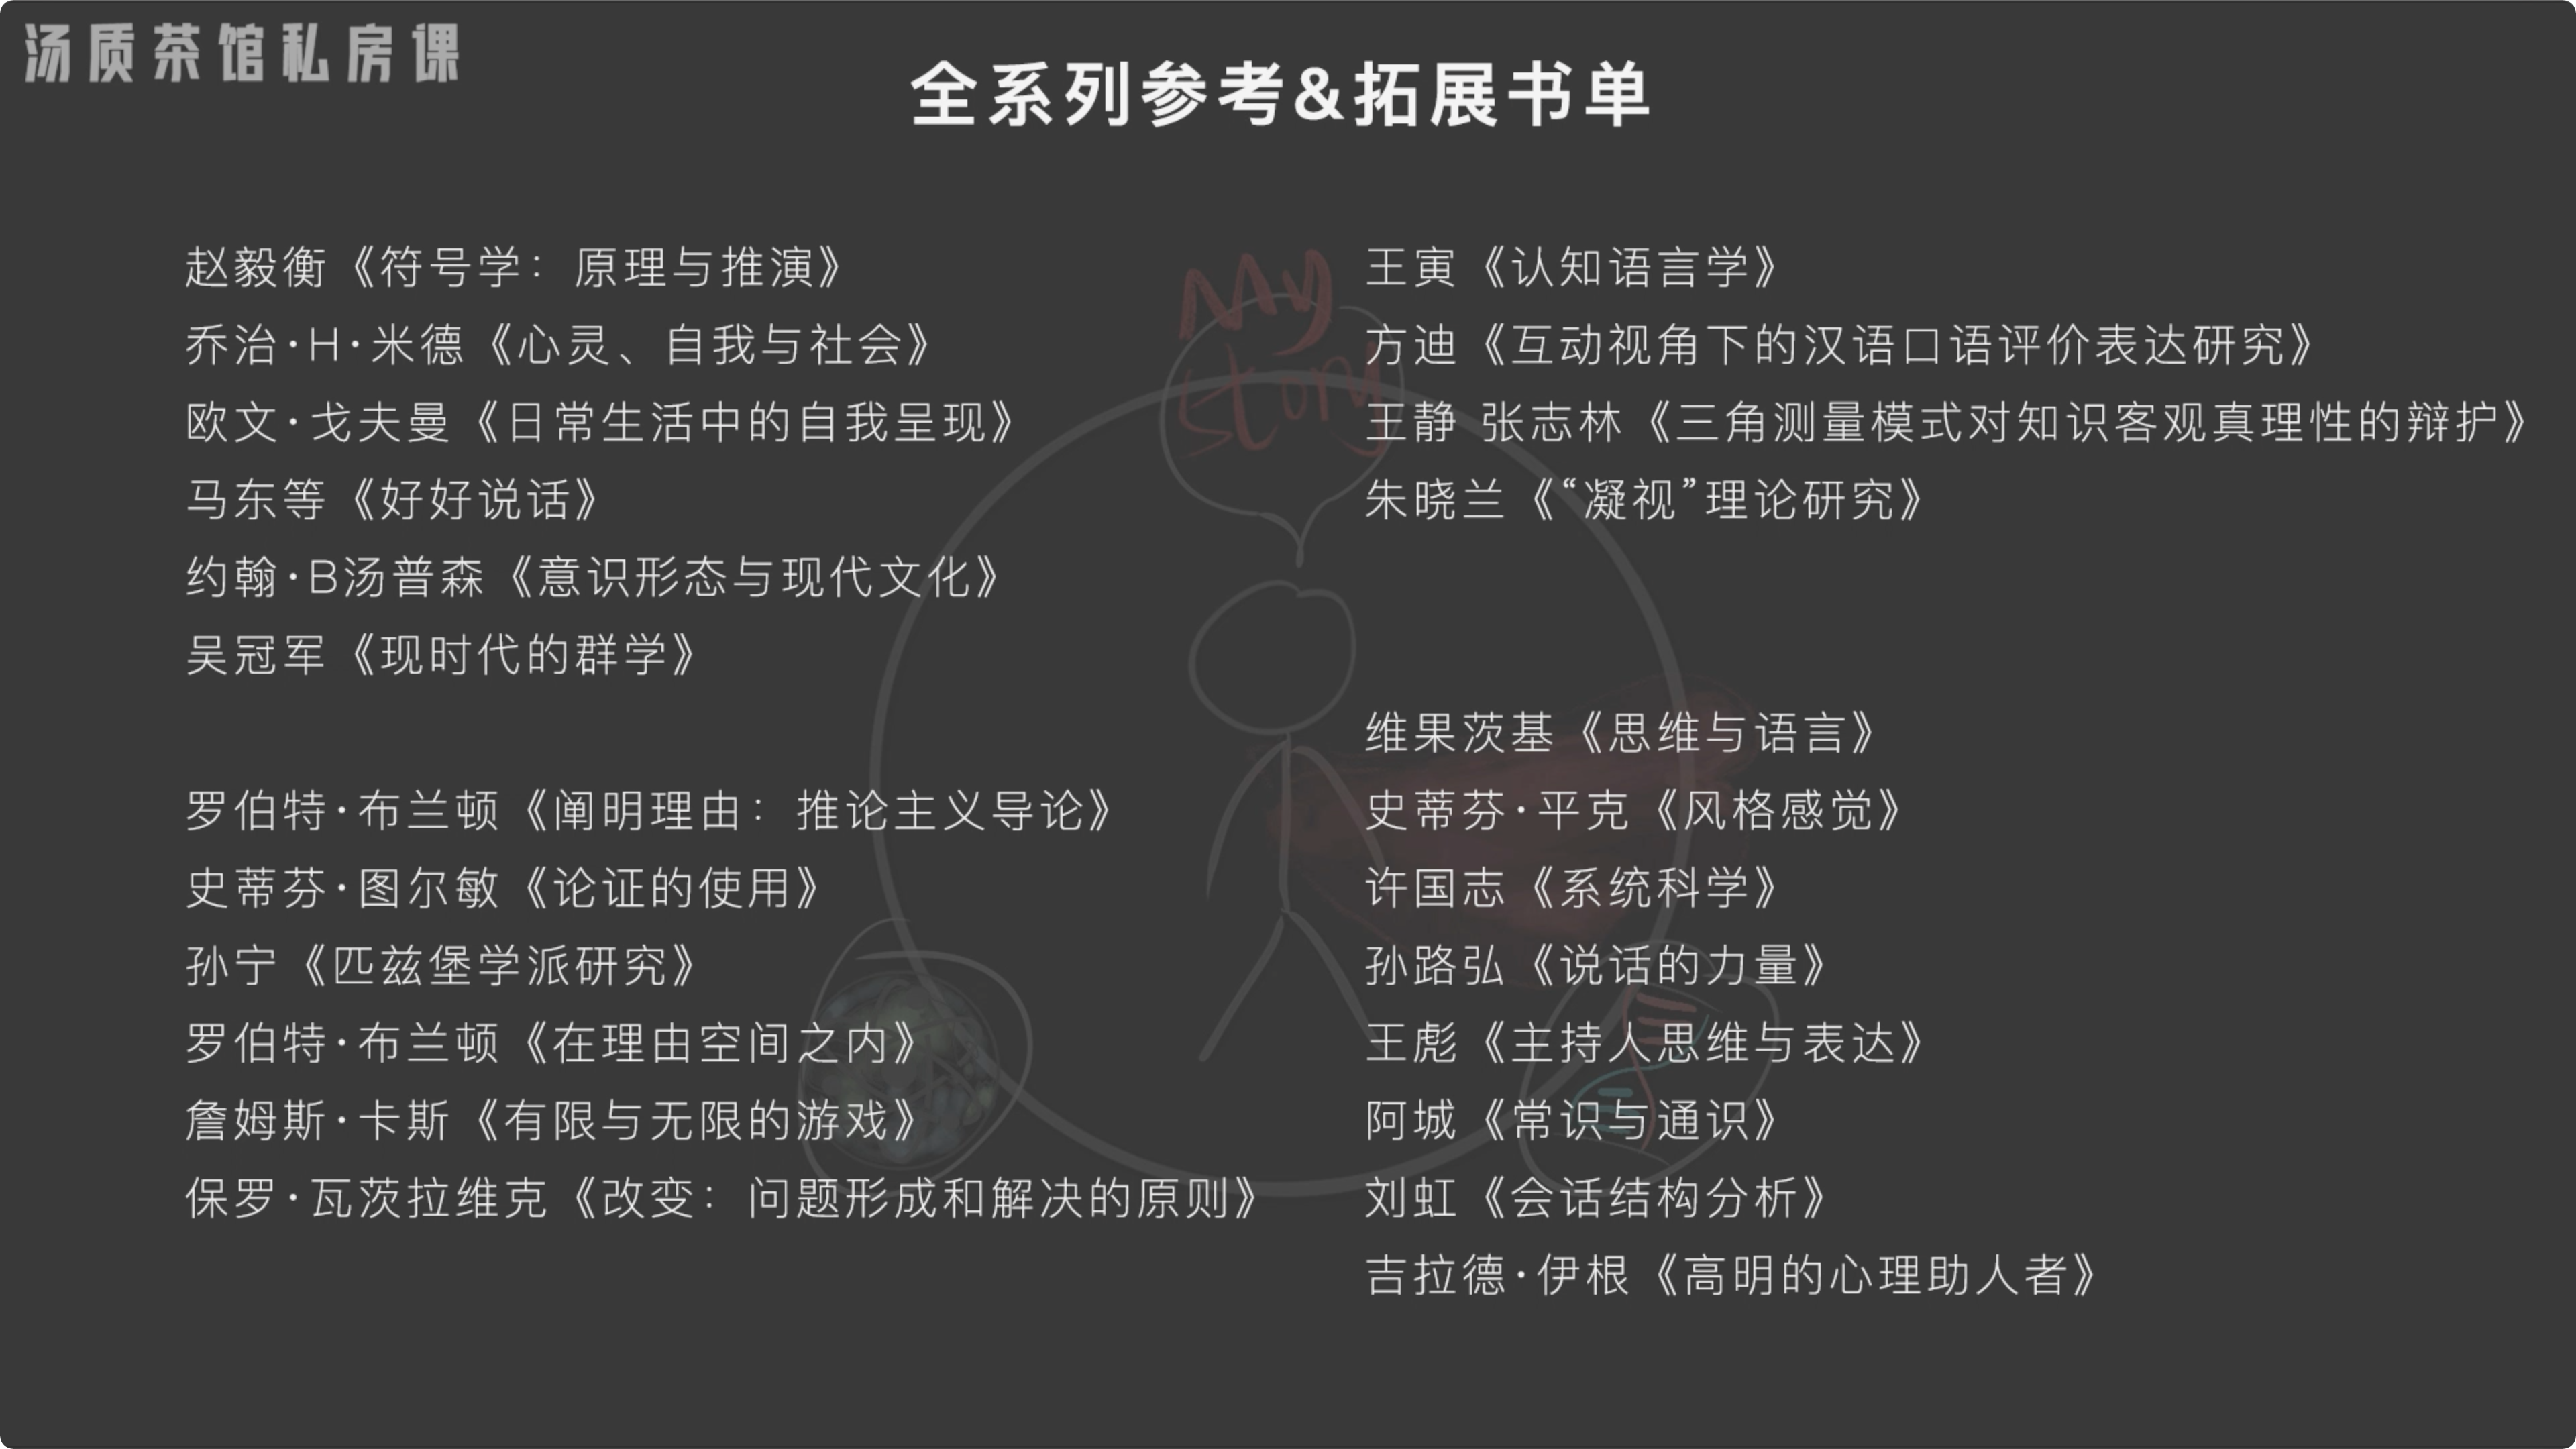 汤质茶馆私房课
全系列参考&拓展书单
赵毅衡《符号学：原理与推演》
乔治·H·米德《心灵、自我与社会》
欧文·戈夫曼《日常生活中的自我呈现》
马东等《好好说话》
约翰·B汤普森《意识形态与现代文化》
吴冠军《现时代的群学》
罗伯特·布兰顿《阐明理由：推论主义导论》
史蒂芬·图尔敏《论证的使用》
孙宁《匹兹堡学派研究》
罗伯特·布兰顿《在理由空间之内》
詹姆斯·卡斯《有限与无限的游戏》
保罗·瓦茨拉维克《改变：问题形成和解决的原则》
My
story
王寅《认知语言学》
方迪《互动视角下的汉语口语评价表达研究》
王静 张志林《三角测量模式对知识客观真理性的辩护》
朱晓兰《“凝视”理论研究》
维果茨基《思维与语言》
史蒂芬·平克《风格感觉》
许国志《系统科学》
孙路弘《说话的力量》
王彪《主持人思维与表达》
阿城《常识与通识》
刘虹《会话结构分析》
吉拉德·伊根《高明的心理助人者》